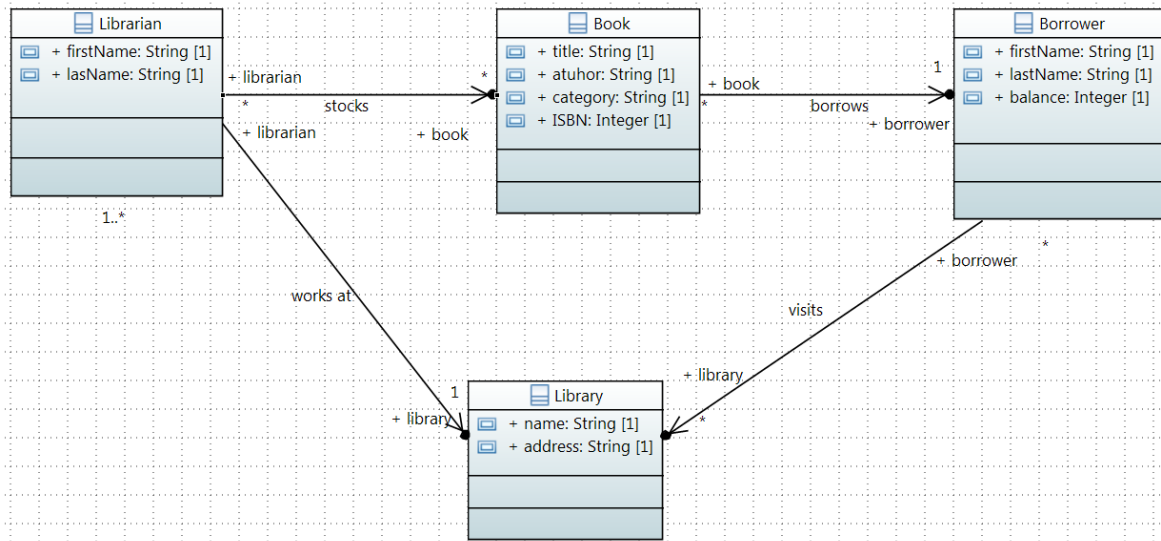 Librarian
+ firstName: String [1]
+ lasName: String [1]
+ librarian
*
stocks
*
+ book
Book
+ title: String [1]
+ atuhor: String [1]
+ category: String [1]
+ ISBN: Integer [1]
+ book
*
borrows
1
+ borrower
Borrower
+ firstName: String [1]
+ lastName: String [1]
+ balance: Integer [1]
+ librarian
1..*
works at
1
+ library
*
+ borrower
visits
+ library
*
Library
+ name: String [1]
+ address: String [1]